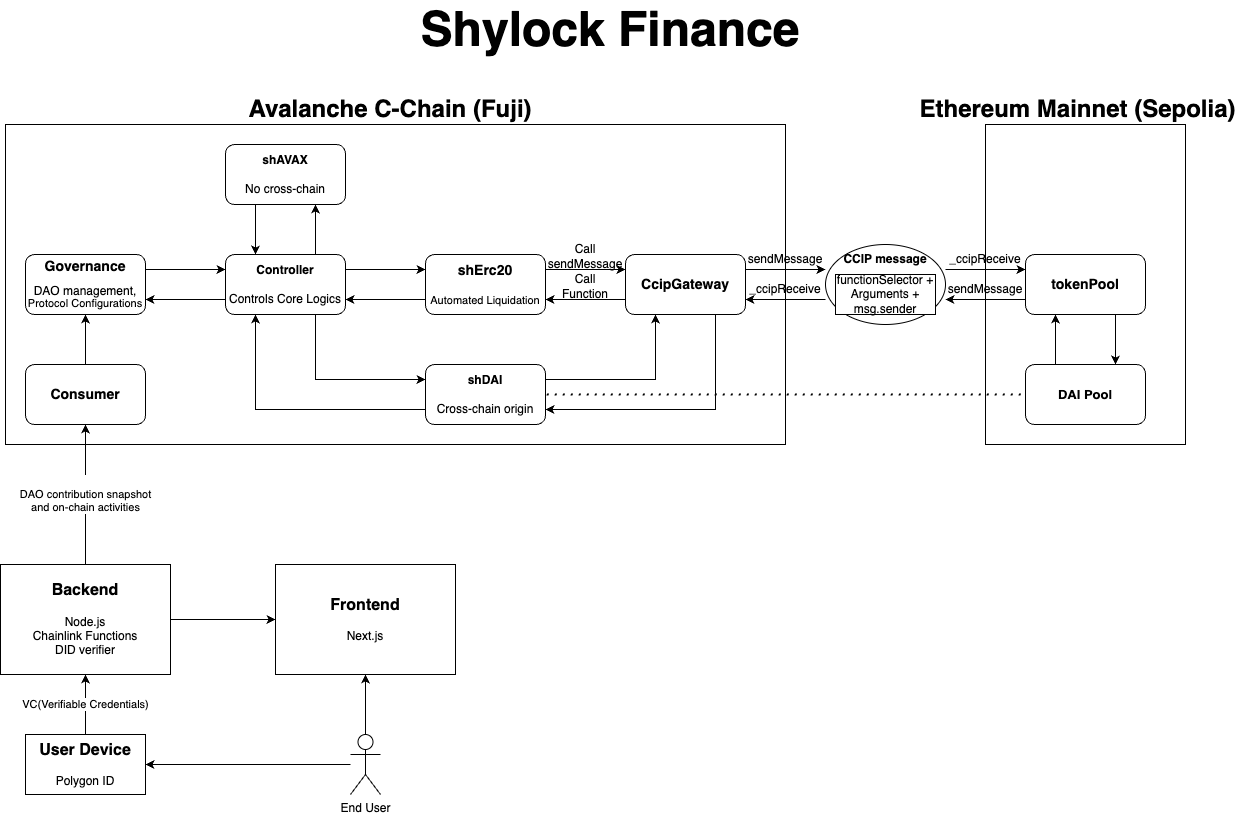 Shylock Finance
Avalanche C-Chain (Fuji)
Ethereum Mainnet (Sepolia)
shAVAX
No cross-chain
Governance
DAO management,
Protocol Configurations
Controller
Controls Core Logics
shErc20
Automated Liquidation
Call
sendMessage
Call
Function
CcipGateway
sendMessage
_ccipReceive
CCIP message
functionSelector +
Arguments +
msg.sender
_ccipReceive
sendMessage
tokenPool
Consumer
shDAI
Cross-chain origin
DAI Pool
DAO contribution snapshot
and on-chain activities
Backend
Node.js
Chainlink Functions
DID verifier
Frontend
Next.js
VC(Verifiable Credentials)
User Device
Polygon ID
End User